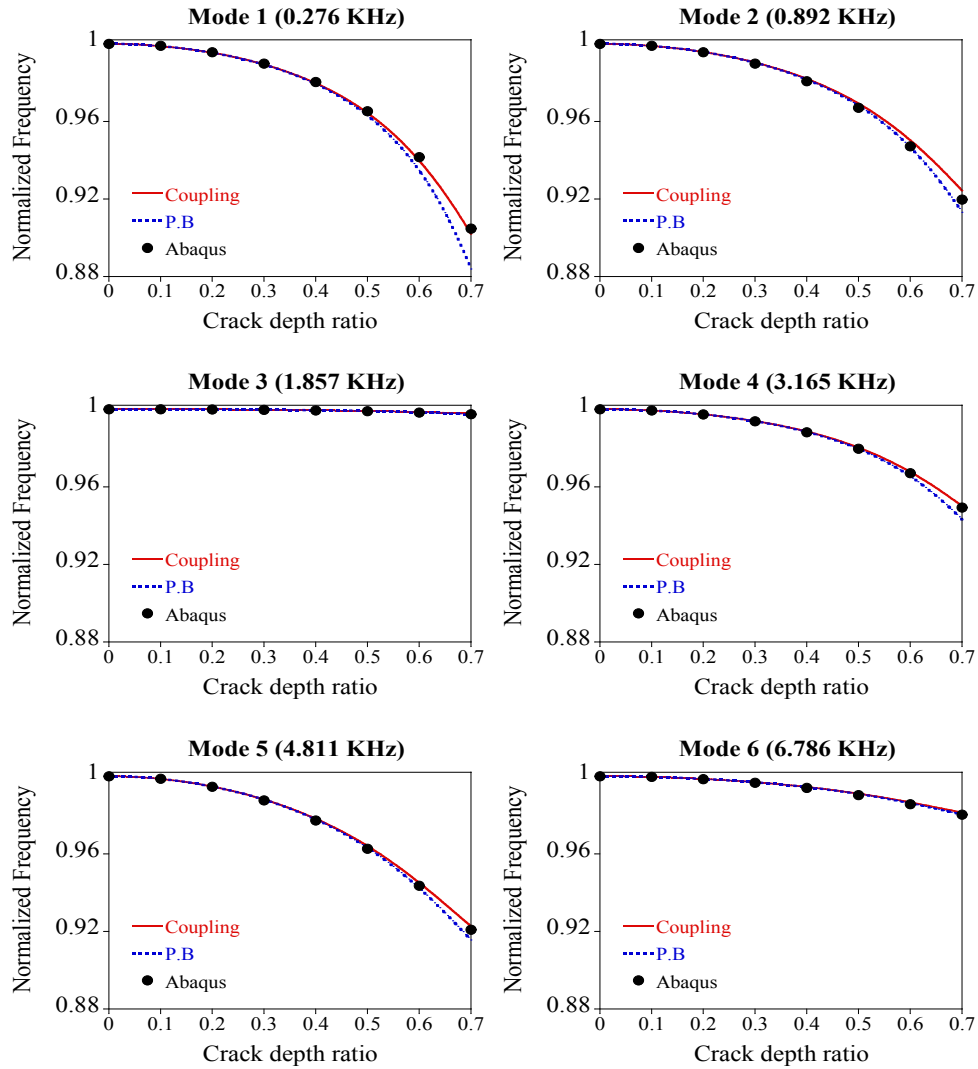 Mode 1 (0.276 KHz)
Normalized Frequency
1
0.96
0.92
0.88
Coupling
P.B
Abaqus
0 0.1 0.2 0.3 0.4 0.5 0.6 0.7
Crack depth ratio
Mode 2 (0.892 KHz)
Normalized Frequency
1
0.96
0.92
0.88
Coupling
P.B
Abaqus
0 0.1 0.2 0.3 0.4 0.5 0.6 0.7
Crack depth ratio
Mode 3 (1.857 KHz)
Normalized Frequency
1
0.96
0.92
0.88
Coupling
P.B
Abaqus
0 0.1 0.2 0.3 0.4 0.5 0.6 0.7
Crack depth ratio
Mode 4 (3.165 KHz)
Normalized Frequency
1
0.96
0.92
0.88
Coupling
P.B
Abaqus
0 0.1 0.2 0.3 0.4 0.5 0.6 0.7
Crack depth ratio
Mode 5 (4.811 KHz)
Normalized Frequency
1
0.96
0.92
0.88
Coupling
P.B
Abaqus
0 0.1 0.2 0.3 0.4 0.5 0.6 0.7
Crack depth ratio
Mode 6 (6.786 KHz)
Normalized Frequency
1
0.96
0.92
0.88
Coupling
P.B
Abaqus
0 0.1 0.2 0.3 0.4 0.5 0.6 0.7
Crack depth ratio